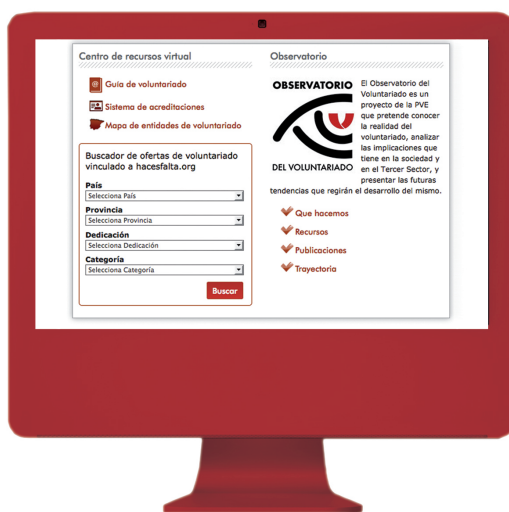 Centro de recursos virtual
Guía de voluntariado
Sistema de acreditaciones
Mapa de entidades de voluntariado
Buscador de ofertas de voluntariado
vinculado a hacesfalta.org
País
Selecciona País
Provincia
Selecciona Provincia
Dedicación
Selecciona Dedicación
Categoría
Selecciona Categoría
Buscar
Observatorio
OBSERVATORIO
DEL VOLUNTARIADO
El Observatorio del
Voluntariado es un
proyecto de la PVE
que pretende conocer
la realidad del
voluntariado, analizar
las implicaciones que
tiene en la sociedad y
en el Tercer Sector, y
presentar las futuras
tendencias que regirán el desarrollo del mismo.
Que hacemos
Recursos
Publicaciones
Trayectoria